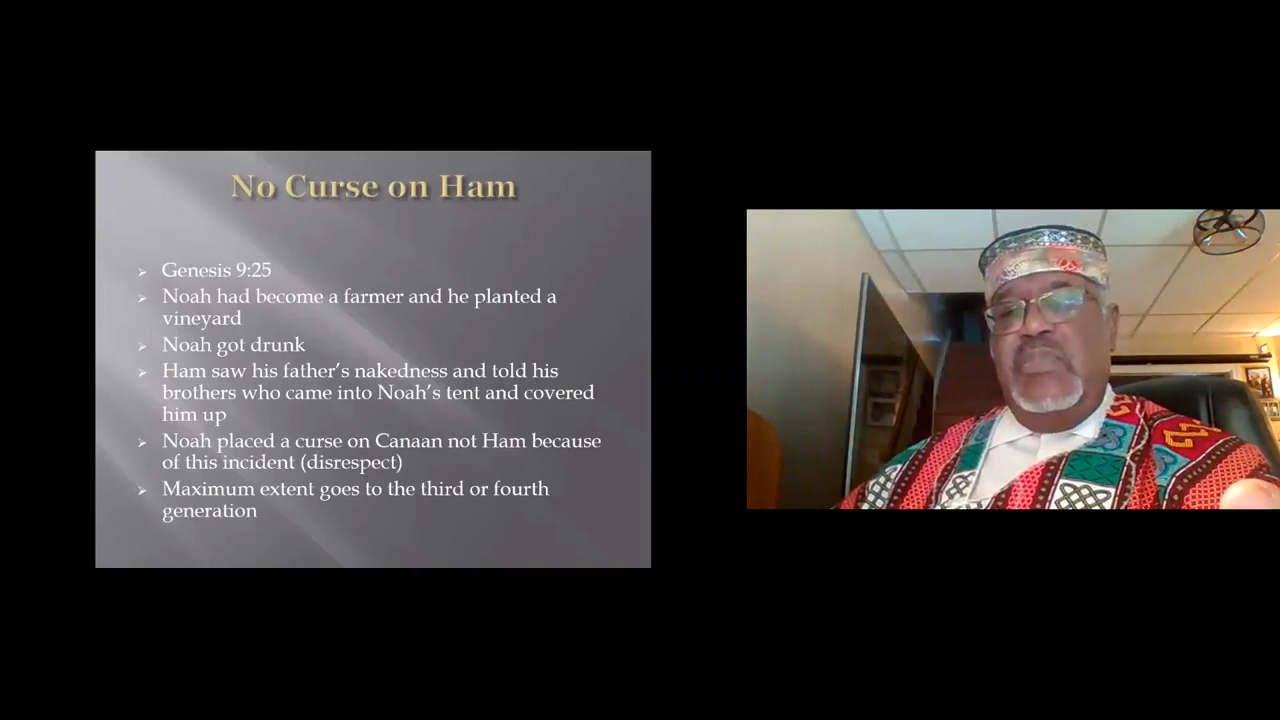 No Curse on Ham
Genesis 9:25
Noah had become a farmer and he planted a
vineyard
Noah got drunk
Ham saw his father's nakedness and told his
brothers who came into Noah's tent and covered
him up
Noah placed a curse on Canaan not Ham because
of this incident (disrespect)
Maximum extent goes to the third or fourth
generation